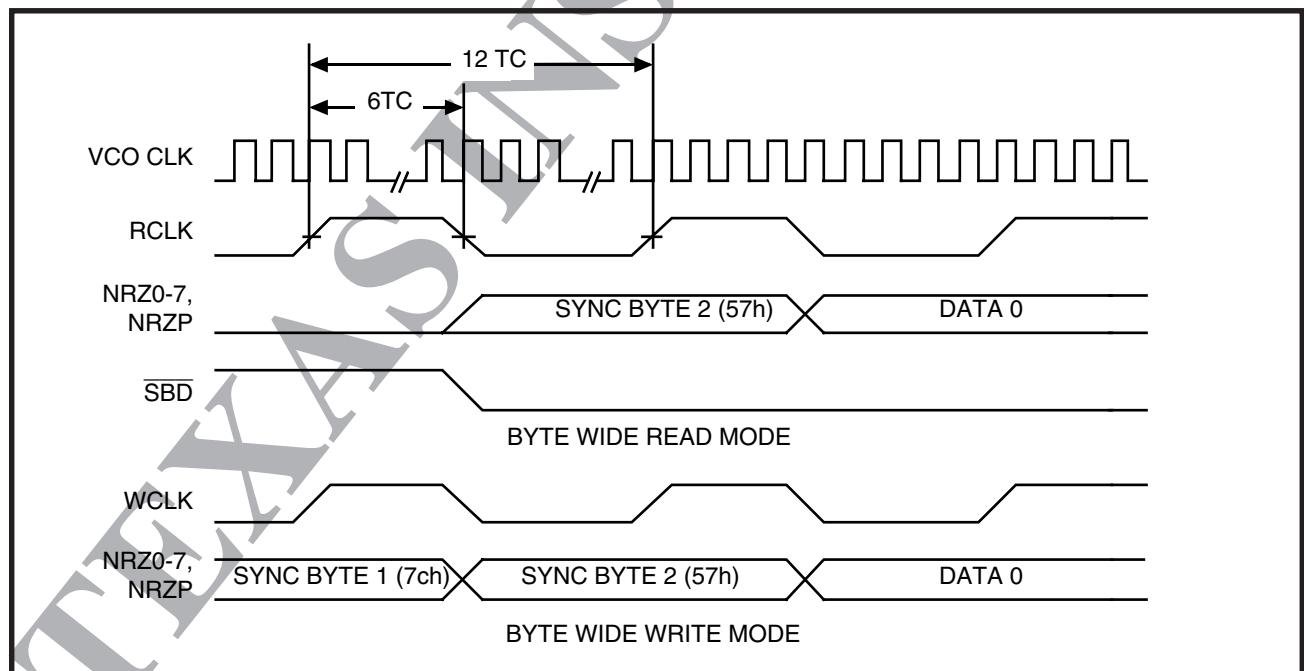 12 TC
6TC
VCO CLK
RCLK
NRZ0-7,
NRZP
SYNC BYTE 2 (57h)
DATA 0
SBD
BYTE WIDE READ MODE
WCLK
NRZ0-7,
NRZP
SYNC BYTE 1 (7ch)
SYNC BYTE 2 (57h)
DATA 0
BYTE WIDE WRITE MODE
TEXAS INS